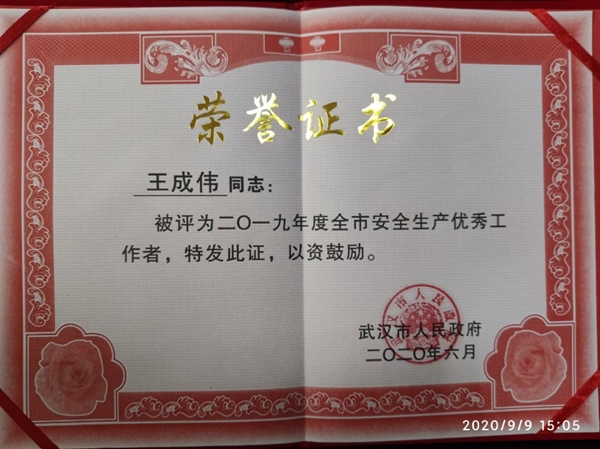 荣誉证书
王成伟同志：
被评为二〇一九年度全市安全生产优秀工
作者，特发此证，以资鼓励。
武汉市人民政府
二〇二〇年六月
2020/9/9 15:05